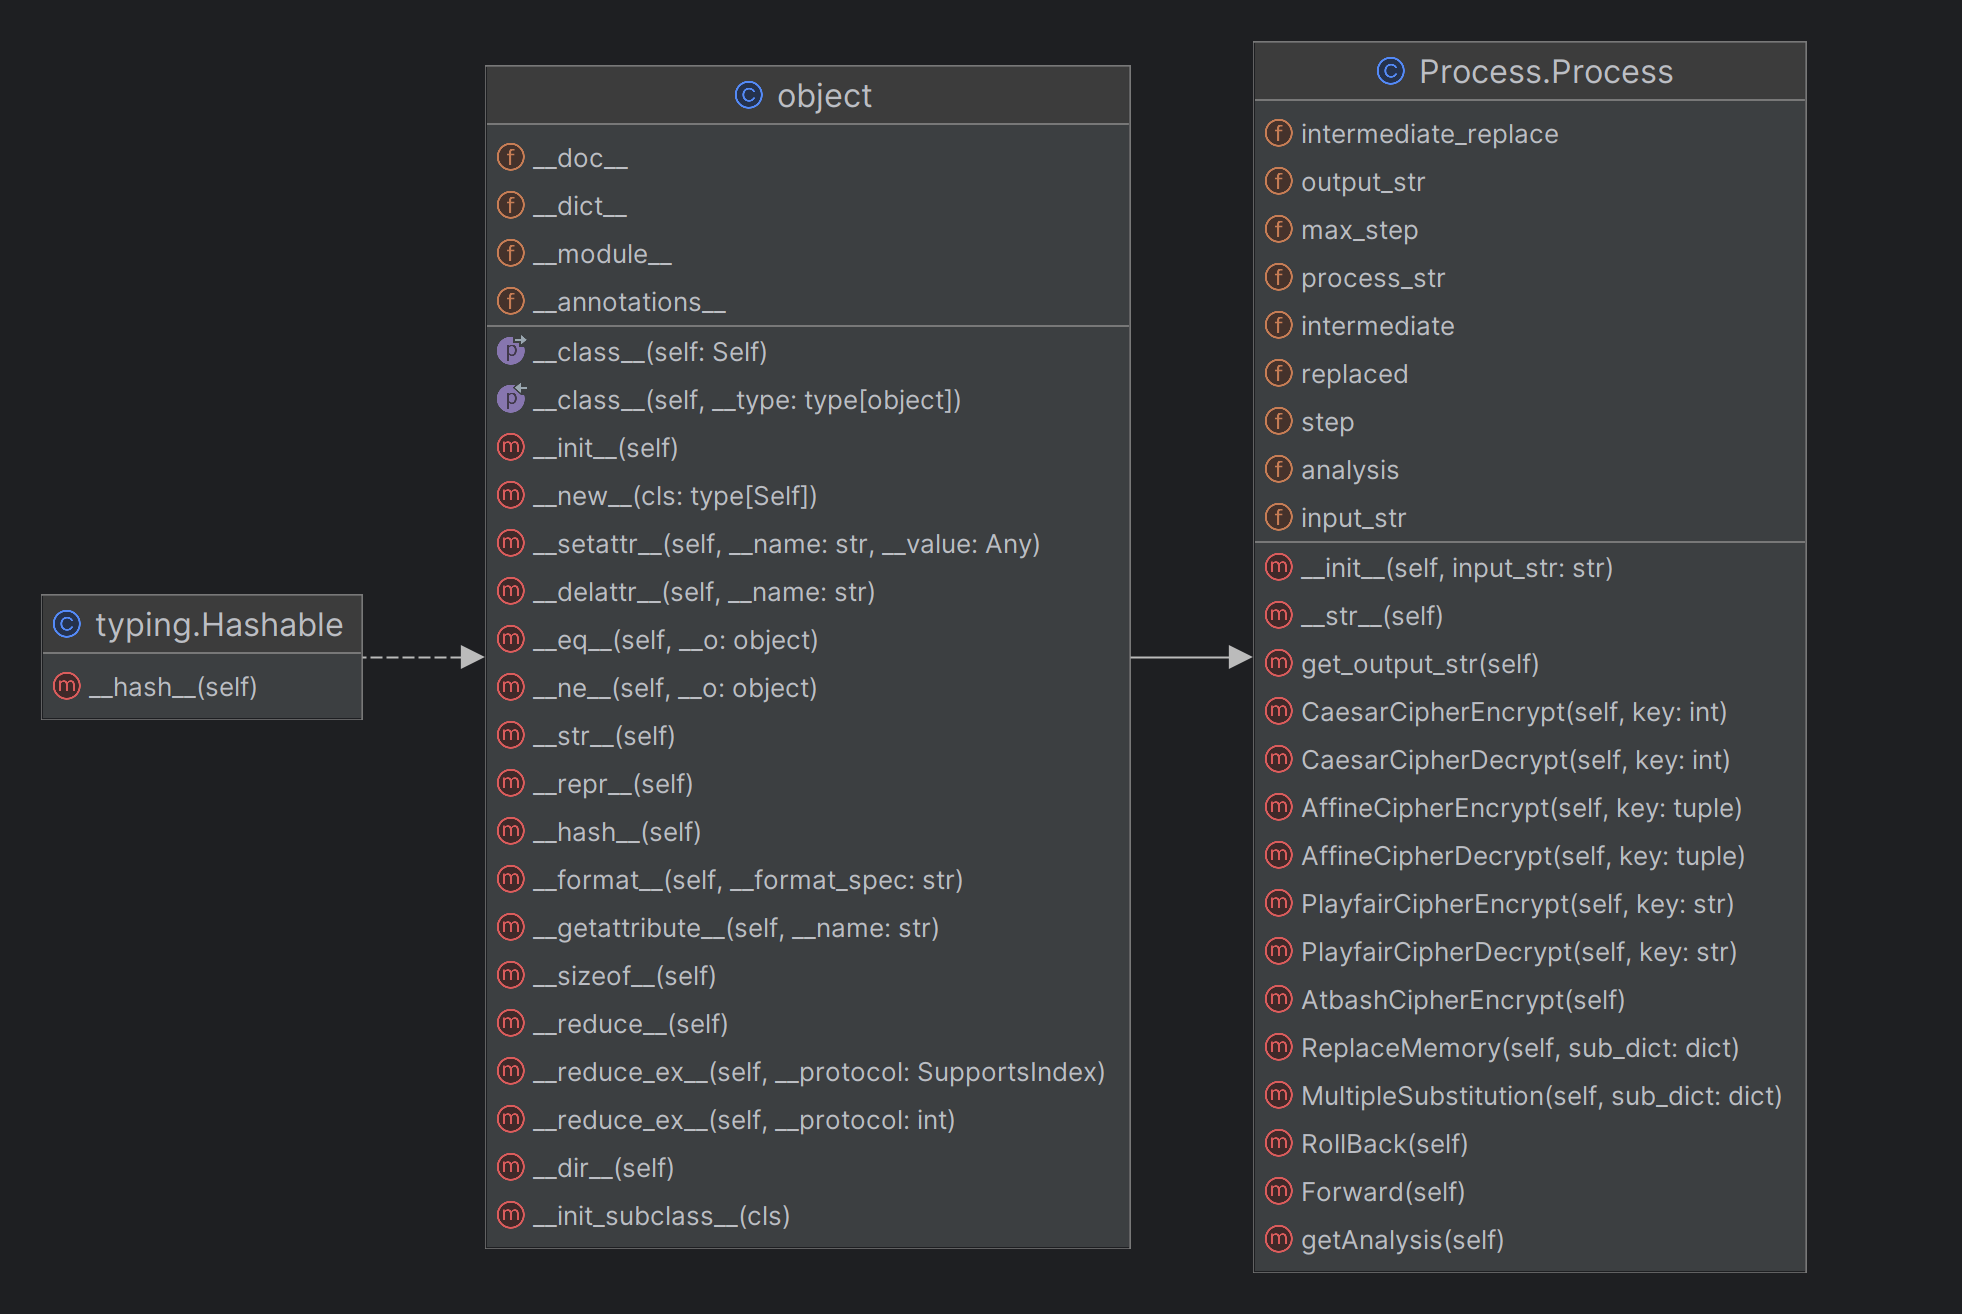 typing.Hashable
__hash__(self)
object
__doc__
__dict__
__module__
__annotations__
__class__(self: Self)
__class__(self, __type: type[object])
__init__(self)
__new__(cls: type[Self])
__setattr__(self, __name: str, __value: Any)
__delattr__(self, __name: str)
__eq__(self, __o: object)
__ne__(self, __o: object)
__str__(self)
__repr__(self)
__hash__(self)
__format__(self, __format_spec: str)
__getattribute__(self, __name: str)
__sizeof__(self)
__reduce__(self)
__reduce_ex__(self, __protocol: SupportsIndex)
__reduce_ex__(self, __protocol: int)
__dir__(self)
__init_subclass__(cls)
Process.Process
intermediate_replace
output_str
max_step
process_str
intermediate
replaced
step
analysis
input_str
__init__(self, input_str: str)
__str__(self)
get_output_str(self)
CaesarCipherEncrypt(self, key: int)
CaesarCipherDecrypt(self, key: int)
AffineCipherEncrypt(self, key: tuple)
AffineCipherDecrypt(self, key: tuple)
PlayfairCipherEncrypt(self, key: str)
PlayfairCipherDecrypt(self, key: str)
AtbashCipherEncrypt(self)
ReplaceMemory(self, sub_dict: dict)
MultipleSubstitution(self, sub_dict: dict)
RollBack(self)
Forward(self)
getAnalysis(self)